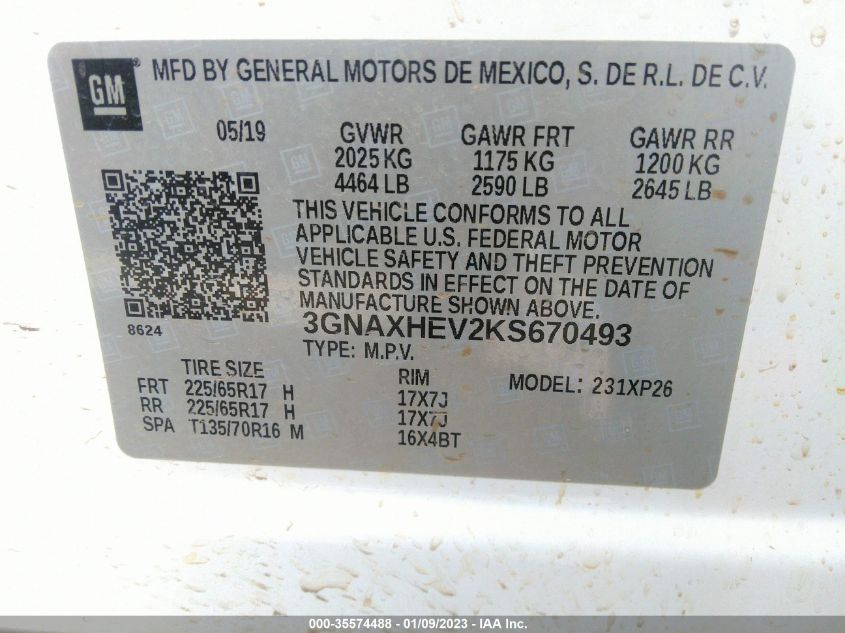 GM ® MFD BY GENERAL MOTORS DE MEXICO, S. DE R.L. DE C.V.
05/19 GVWR GAWR FRT GAWR RR
2025 KG 1175 KG 1200 KG
4464 LB 2590 LB 2645 LB
THIS VEHICLE CONFORMS TO ALL
APPLICABLE U.S. FEDERAL MOTOR
VEHICLE SAFETY AND THEFT PREVENTION
STANDARDS IN EFFECT ON THE DATE OF
MANUFACTURE SHOWN ABOVE.
8624 3GNAXHEV2KS670493
TYPE: M.P.V.
TIRE SIZE RIM MODEL: 231XP26
FRT 225/65R17 H 17X7J
RR 225/65R17 H 17X7J
SPA T135/70R16 M 16X4BT
000-35574488 - 01/09/2023 - IAA Inc.